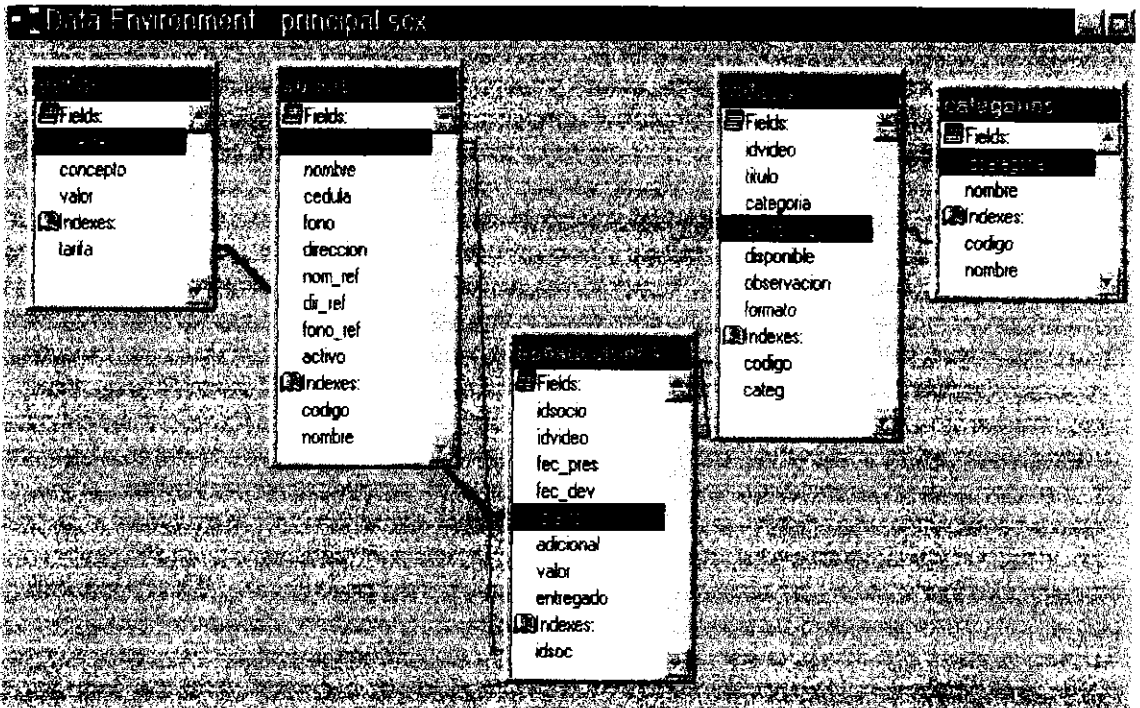 Data Environment principal.scx
Fields:
concepto
valor
Indexes:
tarifa
Fields:
nombre
cedula
fono
direccion
nom_ref
dir_ref
fono_ref
activo
Indexes:
codigo
nombre
Fields:
idsocio
idvideo
fec_pres
fec_dev
adicional
valor
entregado
Indexes:
idsoc
Fields:
idvideo
titulo
categoria
disponible
observacion
formato
Indexes:
codigo
categ
categorias
Fields:
nombre
Indexes:
codigo
nombre